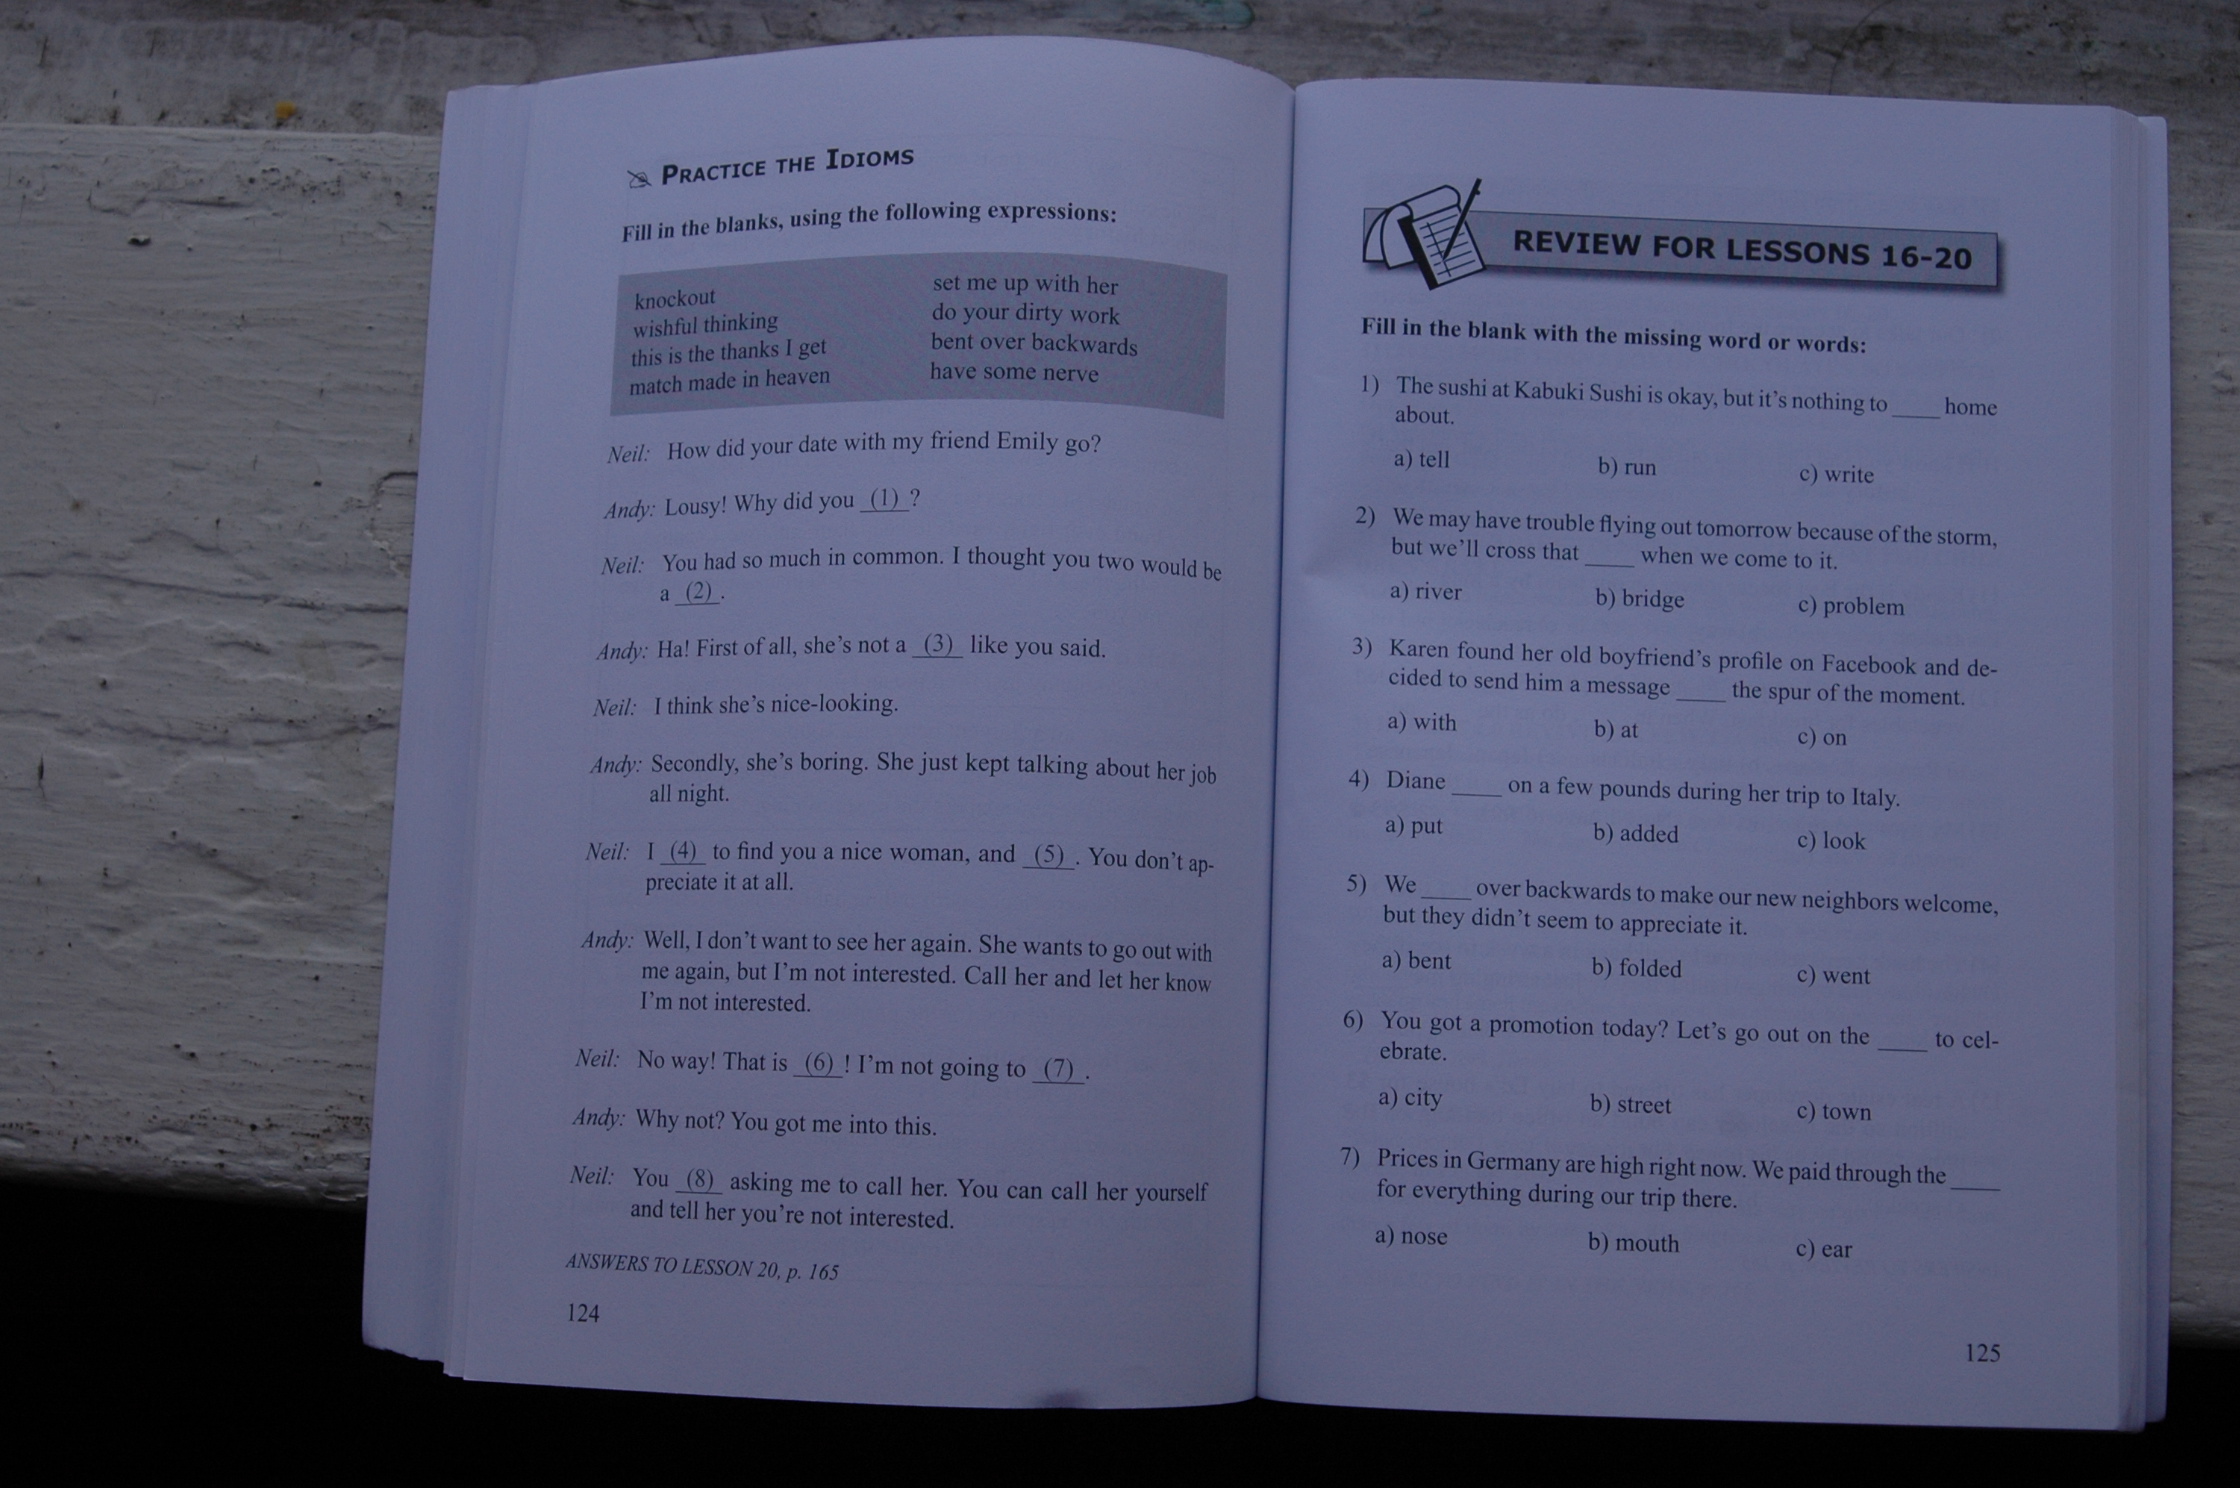 PRACTICE THE IDIOMS
Fill in the blanks, using the following expressions:
knockout set me up with her
wishful thinking do your dirty work
this is the thanks I get bent over backwards
match made in heaven have some nerve
Neil: How did your date with my friend Emily go?
Andy: Lousy! Why did you (1)?
Neil: You had so much in common. I thought you two would be
a (2).
Andy: Ha! First of all, she's not a (3) like you said.
Neil: I think she's nice-looking.
Andy: Secondly, she's boring. She just kept talking about her job
all night.
Neil: I (4) to find you a nice woman, and (5). You don't ap-
preciate it at all.
Andy: Well, I don't want to see her again. She wants to go out with
me again, but I'm not interested. Call her and let her know
I'm not interested.
Neil: No way! That is (6)! I'm not going to (7).
Andy: Why not? You got me into this.
Neil: You (8) asking me to call her. You can call her yourself
and tell her you're not interested.
ANSWERS TO LESSON 20, p. 165
124
REVIEW FOR LESSONS 16-20
Fill in the blank with the missing word or words:
1) The sushi at Kabuki Sushi is okay, but it's nothing to ____ home
about.
a) tell b) run c) write
2) We may have trouble flying out tomorrow because of the storm,
but we'll cross that ____ when we come to it.
a) river b) bridge c) problem
3) Karen found her old boyfriend's profile on Facebook and de-
cided to send him a message ____ the spur of the moment.
a) with b) at c) on
4) Diane ____ on a few pounds during her trip to Italy.
a) put b) added c) look
5) We ____ over backwards to make our new neighbors welcome,
but they didn't seem to appreciate it.
a) bent b) folded c) went
6) You got a promotion today? Let's go out on the ____ to cel-
ebrate.
a) city b) street c) town
7) Prices in Germany are high right now. We paid through the ____
for everything during our trip there.
a) nose b) mouth c) ear
125